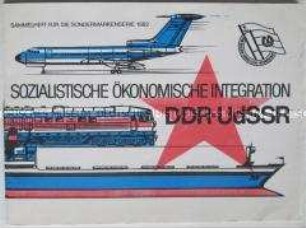 SAMMELHEFT FÜR DIE SONDERMARKENSERIE 1983
SOZIALISTISCHE ÖKONOMISCHE INTEGRATION
DDR·UdSSR